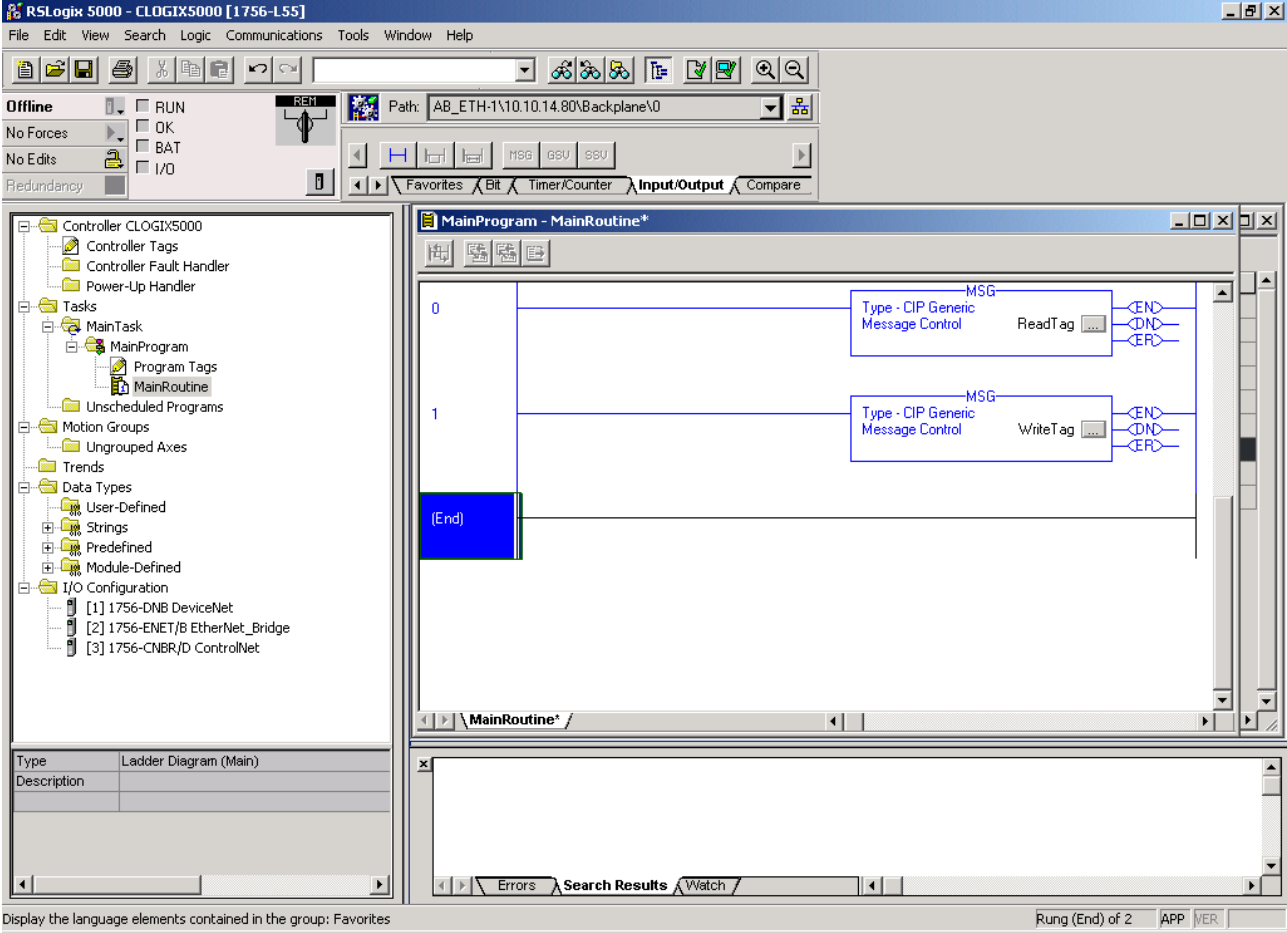 RSLogix 5000 - CLOGIX5000 [1756-L55]
File Edit View Search Logic Communications Tools Window Help
Offline
RUN
REM
Path: AB_ETH-1\10.10.14.80\Backplane\0
No Forces
OK
No Edits
BAT
MSG GSV SSV
Redundancy
I/O
Favorites Bit Timer/Counter Input/Output Compare
Controller CLOGIX5000
Controller Tags
Controller Fault Handler
Power-Up Handler
Tasks
MainTask
MainProgram
Program Tags
MainRoutine
Unscheduled Programs
Motion Groups
Ungrouped Axes
Trends
Data Types
User-Defined
Strings
Predefined
Module-Defined
I/O Configuration
[1] 1756-DNB DeviceNet
[2] 1756-ENET/B EtherNet_Bridge
[3] 1756-CNBR/D ControlNet
Type Ladder Diagram (Main)
Description
MainProgram - MainRoutine*
0
MSG
Type - CIP Generic
Message Control ReadTag ...
EN
DN
ER
1
MSG
Type - CIP Generic
Message Control WriteTag ...
EN
DN
ER
(End)
MainRoutine*
Errors Search Results Watch
Display the language elements contained in the group: Favorites
Rung (End) of 2 APP VER